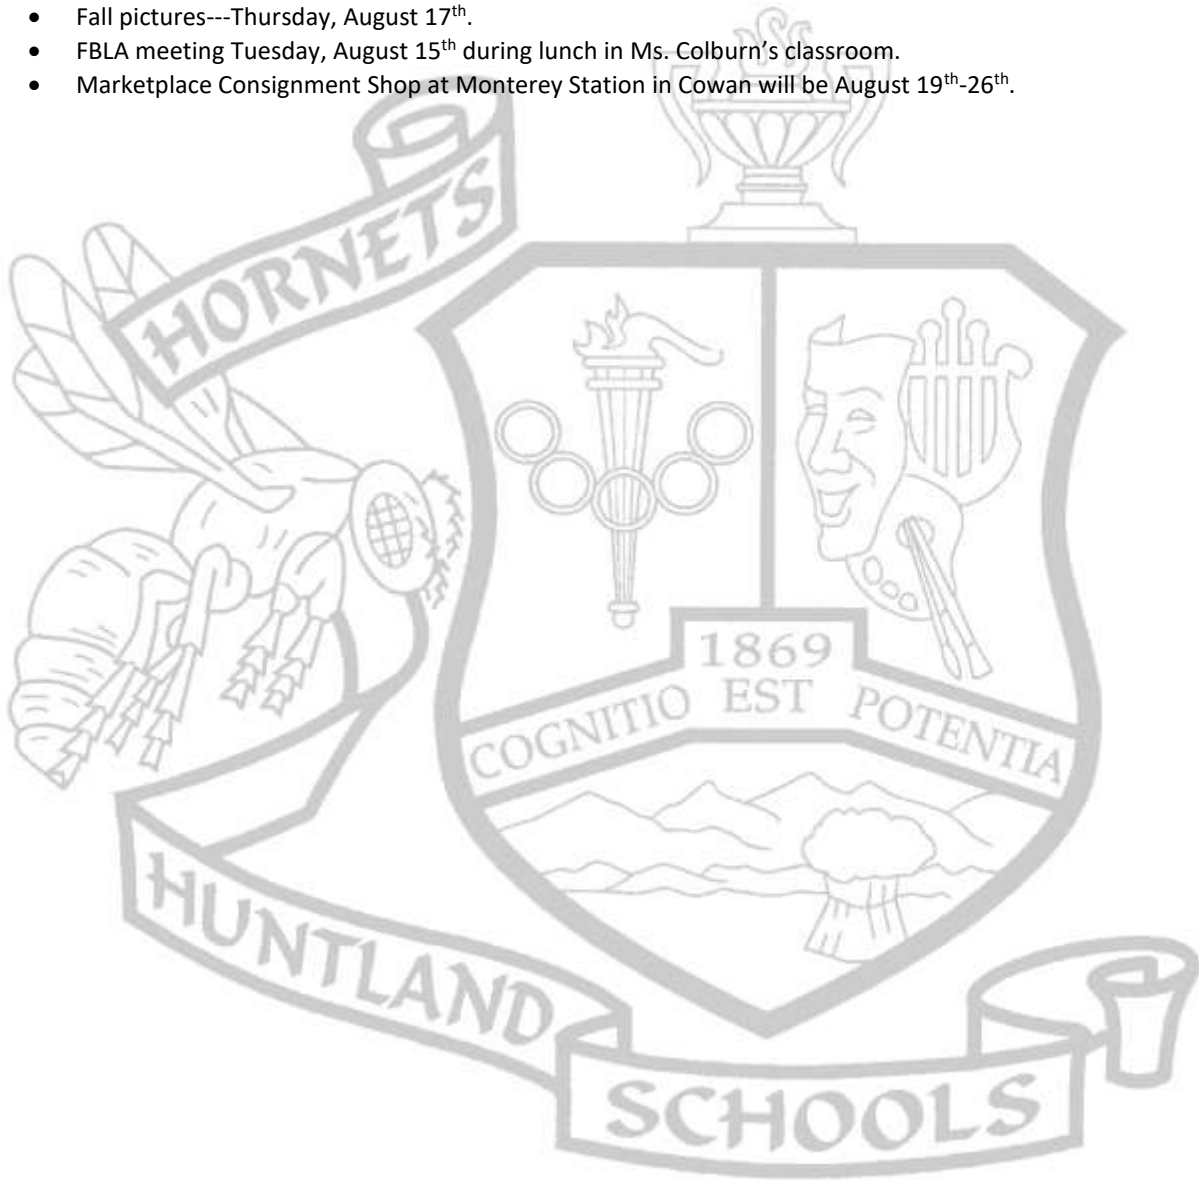 • Fall pictures---Thursday, August 17th.
• FBLA meeting Tuesday, August 15th during lunch in Ms. Colburn’s classroom.
• Marketplace Consignment Shop at Monterey Station in Cowan will be August 19th-26th.
HORNETS
1869
COGNITIO EST POTENTIA
HUNTLAND
SCHOOLS